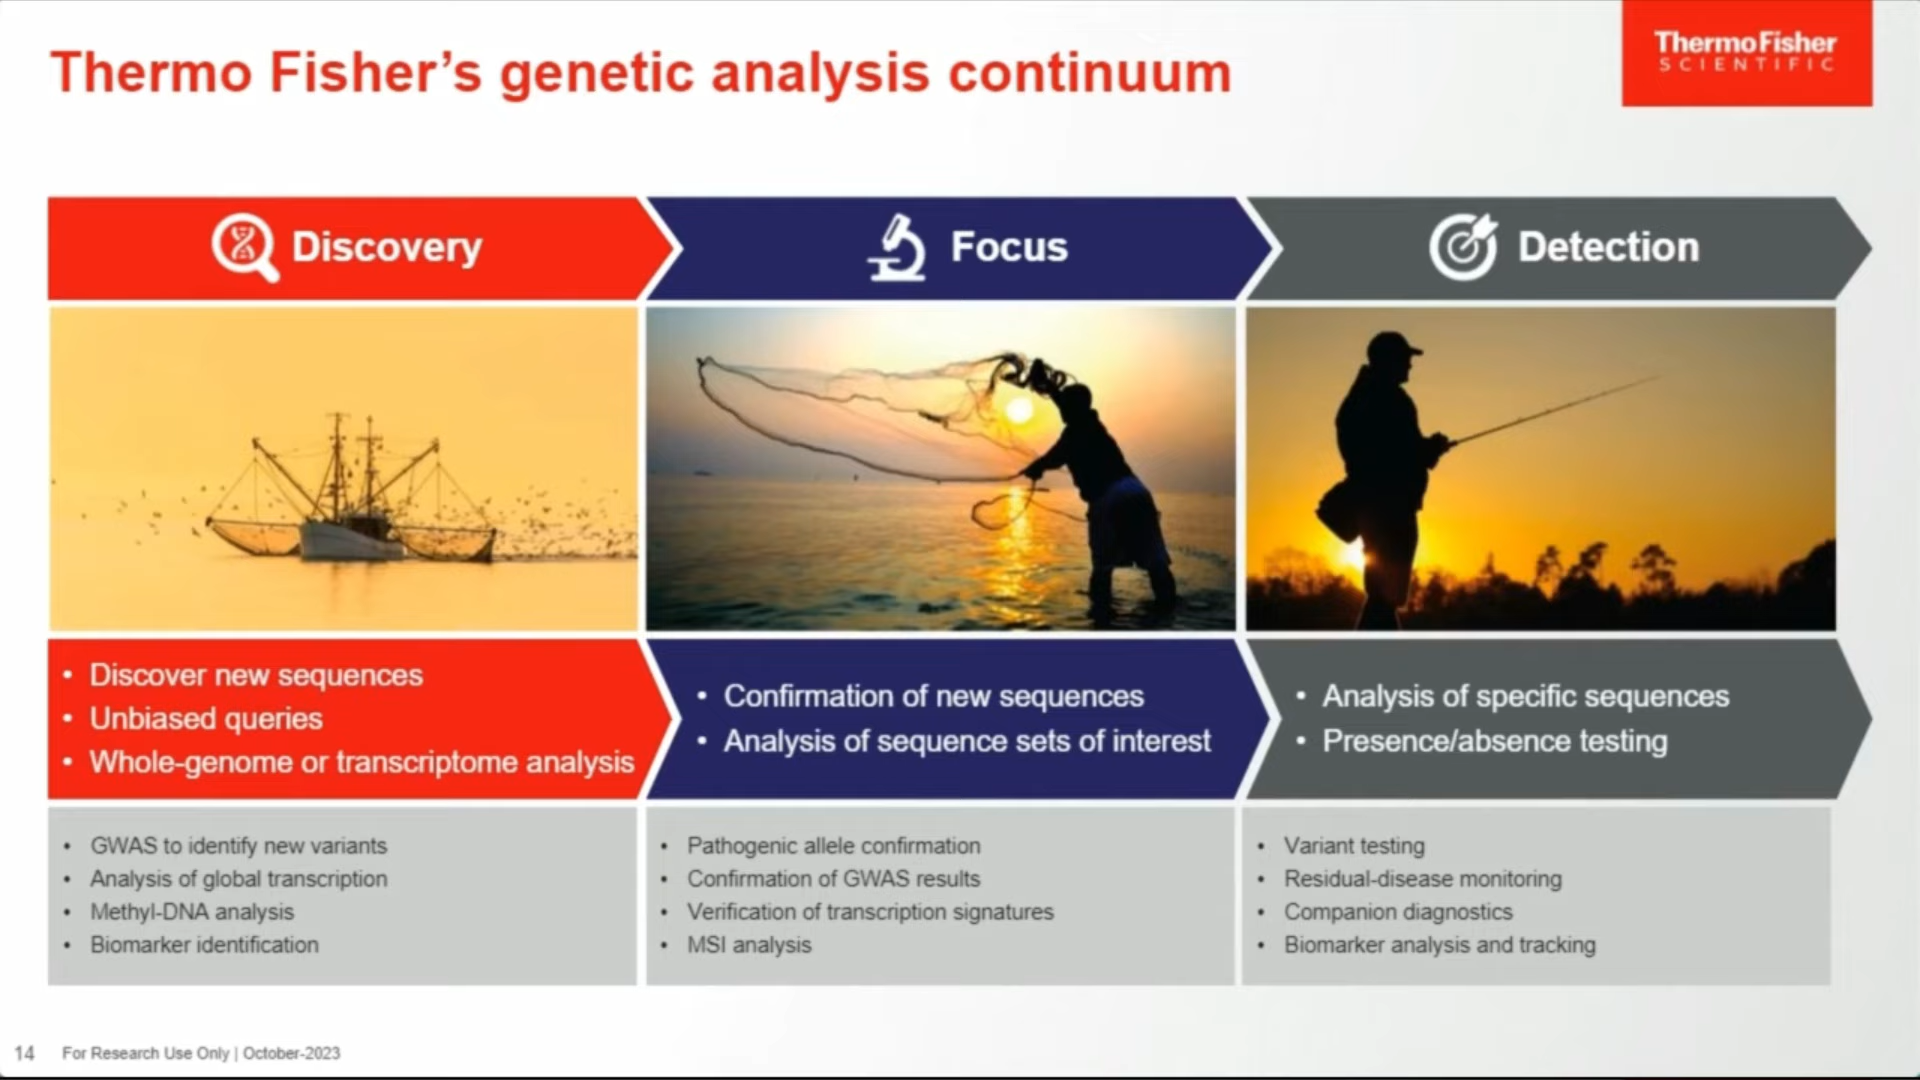 Thermo Fisher's genetic analysis continuum
ThermoFisher
SCIENTIFIC
Discovery
Focus
Detection
• Discover new sequences
• Unbiased queries
• Whole-genome or transcriptome analysis
• Confirmation of new sequences
• Analysis of sequence sets of interest
• Analysis of specific sequences
• Presence/absence testing
• GWAS to identify new variants
• Analysis of global transcription
• Methyl-DNA analysis
• Biomarker identification
• Pathogenic allele confirmation
• Confirmation of GWAS results
• Verification of transcription signatures
• MSI analysis
• Variant testing
• Residual-disease monitoring
• Companion diagnostics
• Biomarker analysis and tracking
14 For Research Use Only | October-2023